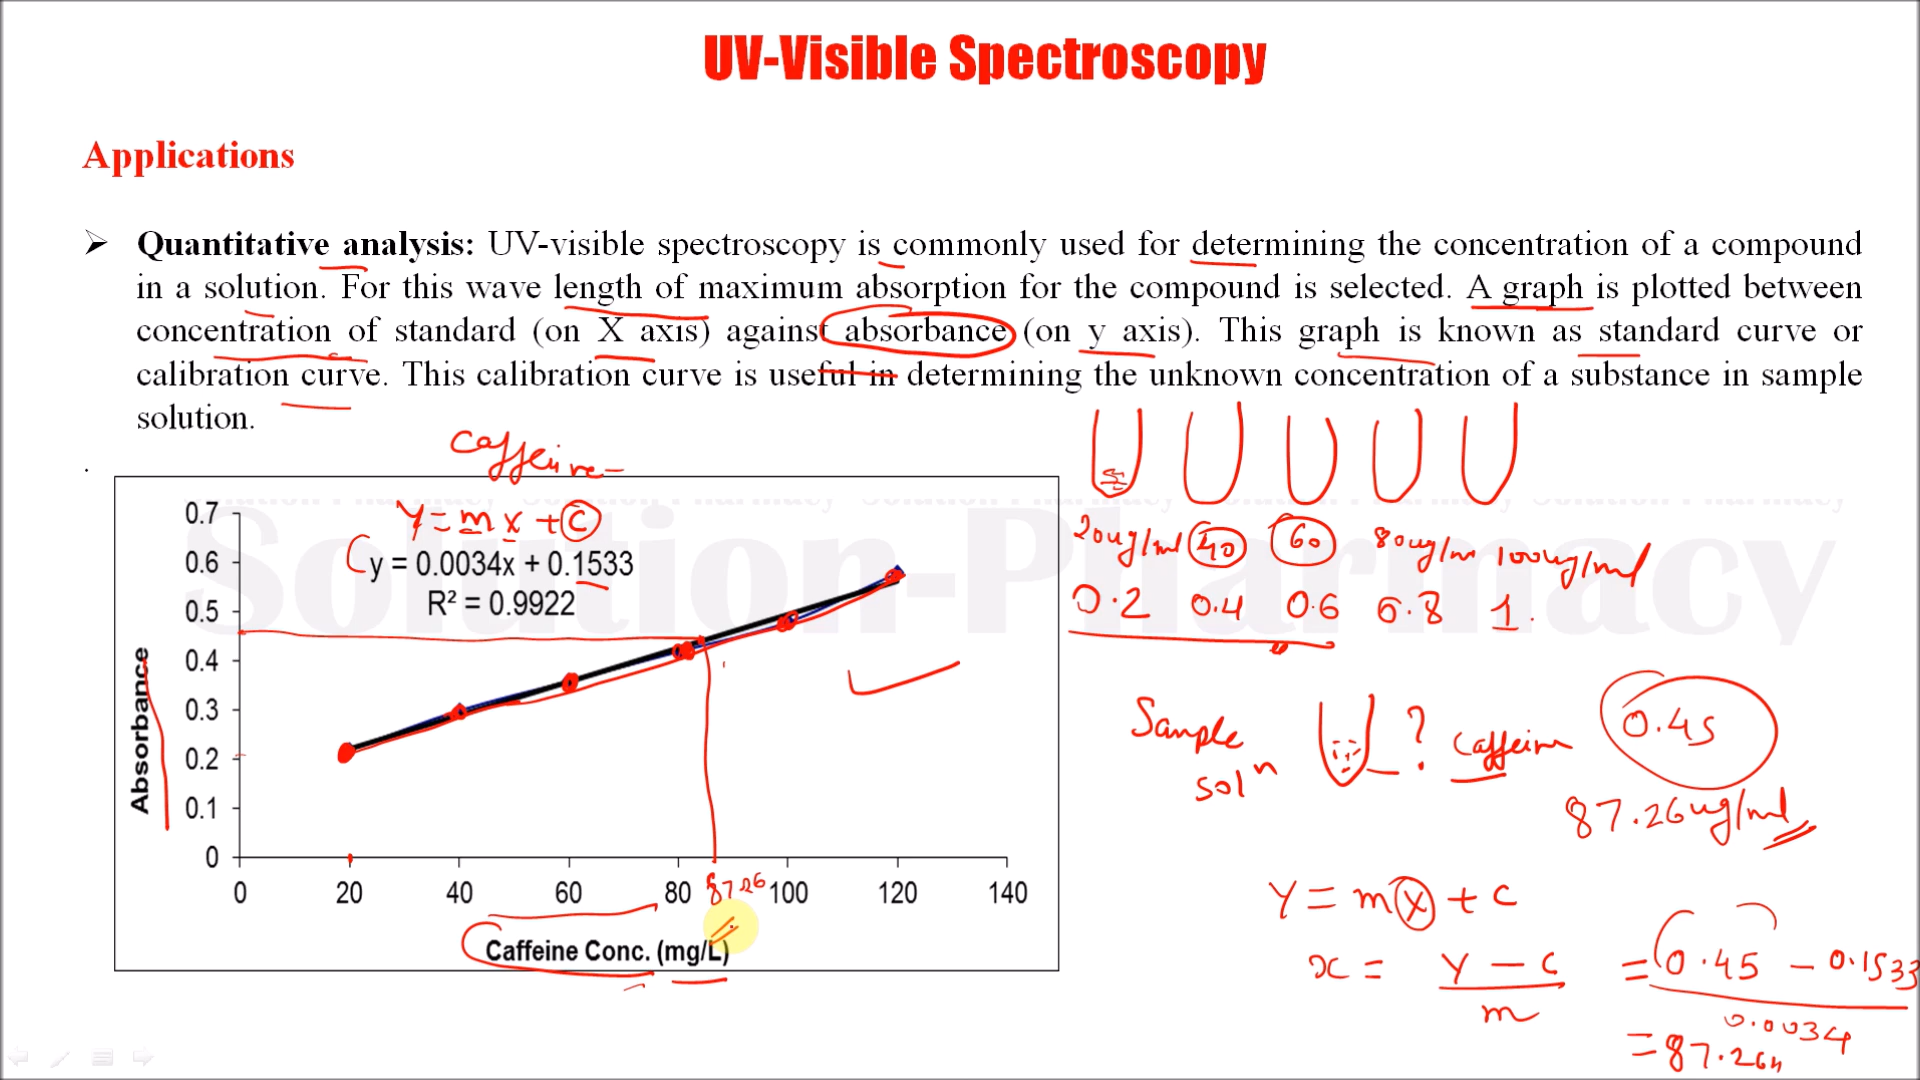 UV-Visible Spectroscopy
Applications
➢ Quantitative analysis: UV-visible spectroscopy is commonly used for determining the concentration of a compound
in a solution. For this wave length of maximum absorption for the compound is selected. A graph is plotted between
concentration of standard (on X axis) against absorbance (on y axis). This graph is known as standard curve or
calibration curve. This calibration curve is useful in determining the unknown concentration of a substance in sample
solution.
.
Caffeine
Y = mx + C
y = 0.0034x + 0.1533
R² = 0.9922
0.7
0.6
0.5
0.4
0.3
0.2
0.1
0
Absorbance
0 20 40 60 80 87.26 100 120 140
Caffeine Conc. (mg/L)
Solution-Pharmacy
20ug/ml 40 60 80ug/m 100ug/ml
0.2 0.4 0.6 0.8 1.
Sample
solⁿ
? caffeine 0.45
87.26ug/ml
Y = mx + c
x = Y - c / m = 0.45 - 0.1533 / 0.0034